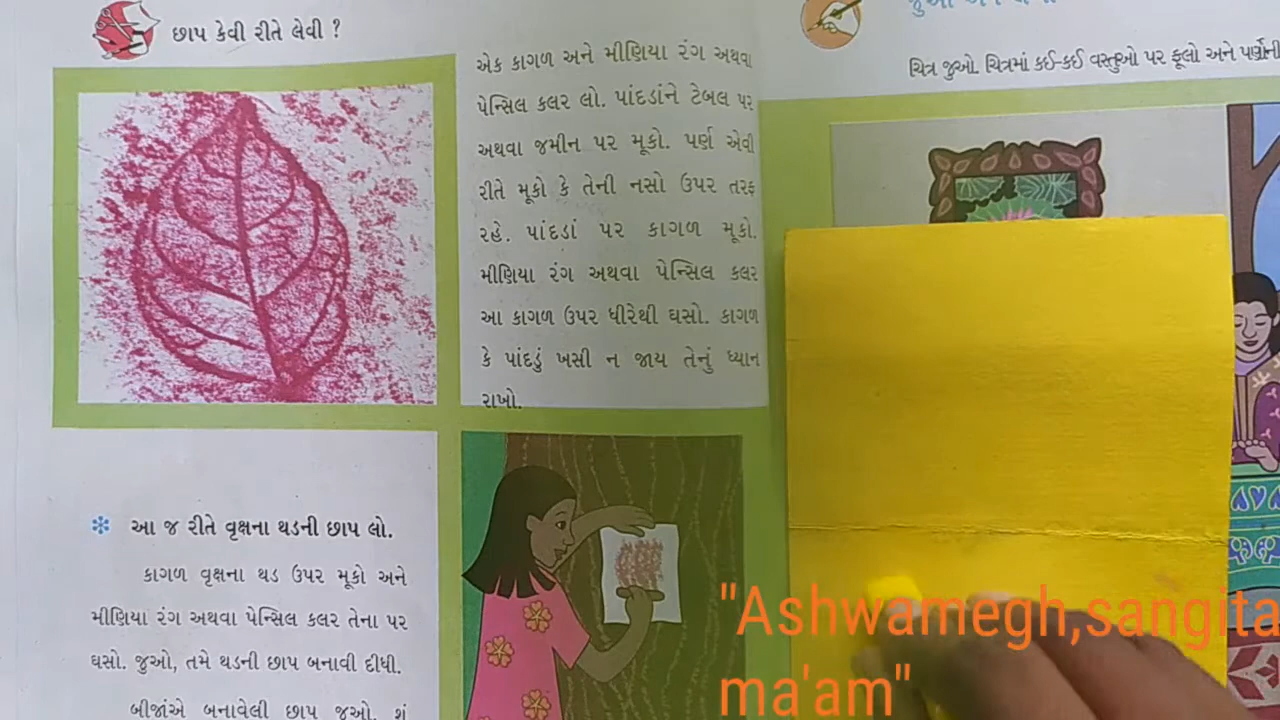 છાપ કેવી રીતે લેવી ?
એક કાગળ અને મીણિયા રંગ અથવા
પેન્સિલ કલર લો. પાંદડાંને ટેબલ પર
અથવા જમીન પર મૂકો. પર્ણ એવી
રીતે મૂકો કે તેની નસો ઉપર તરફ
રહે. પાંદડાં પર કાગળ મૂકો.
મીણિયા રંગ અથવા પેન્સિલ કલર
આ કાગળ ઉપર ધીરેથી ઘસો. કાગળ
કે પાંદડું ખસી ન જાય તેનું ધ્યાન
રાખો.
આ જ રીતે વૃક્ષના થડની છાપ લો.
કાગળ વૃક્ષના થડ ઉપર મૂકો અને
મીણિયા રંગ અથવા પેન્સિલ કલર તેના પર
ઘસો. જુઓ, તમે થડની છાપ બનાવી દીધી.
બીજાંએ બનાવેલી છાપ જુઓ. શું
ચિત્ર જુઓ. ચિત્રમાં કઈ-કઈ વસ્તુઓ પર ફૂલો અને પર્ણોની
"Ashwamegh,sangita
ma'am"